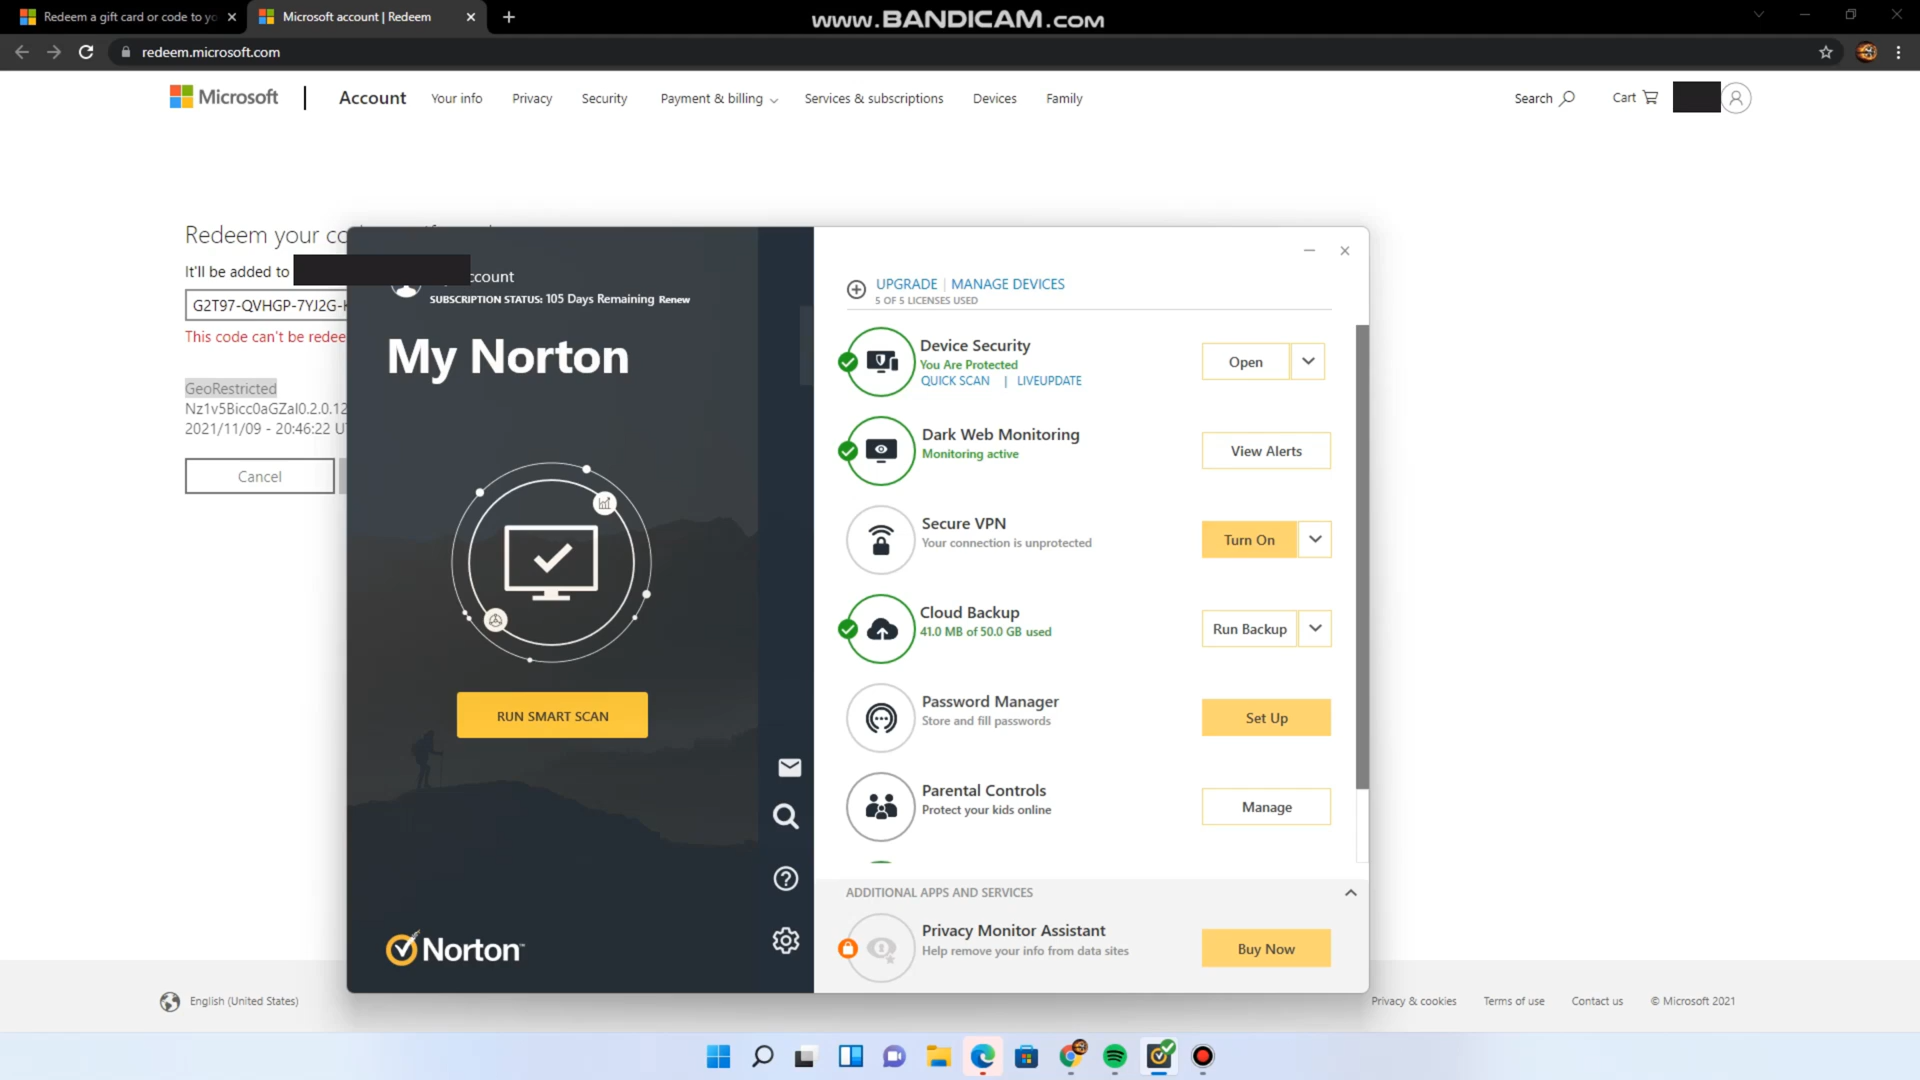 Redeem a gift card or code to yo
Microsoft account | Redeem
www.BANDICAM.com
redeem.microsoft.com
Microsoft
Account
Your info
Privacy
Security
Payment & billing
Services & subscriptions
Devices
Family
Search
Cart
Redeem your co
It'll be added to
ccount
SUBSCRIPTION STATUS: 105 Days Remaining Renew
G2T97-QVHGP-7YJ2G-
This code can't be redee
GeoRestricted
Nz1v5Bicc0aGZaI0.2.0.12
2021/11/09 - 20:46:22 U
Cancel
My Norton
RUN SMART SCAN
Norton
UPGRADE | MANAGE DEVICES
5 OF 5 LICENSES USED
Device Security
You Are Protected
QUICK SCAN | LIVEUPDATE
Open
Dark Web Monitoring
Monitoring active
View Alerts
Secure VPN
Your connection is unprotected
Turn On
Cloud Backup
41.0 MB of 50.0 GB used
Run Backup
Password Manager
Store and fill passwords
Set Up
Parental Controls
Protect your kids online
Manage
ADDITIONAL APPS AND SERVICES
Privacy Monitor Assistant
Help remove your info from data sites
Buy Now
English (United States)
Privacy & cookies
Terms of use
Contact us
© Microsoft 2021